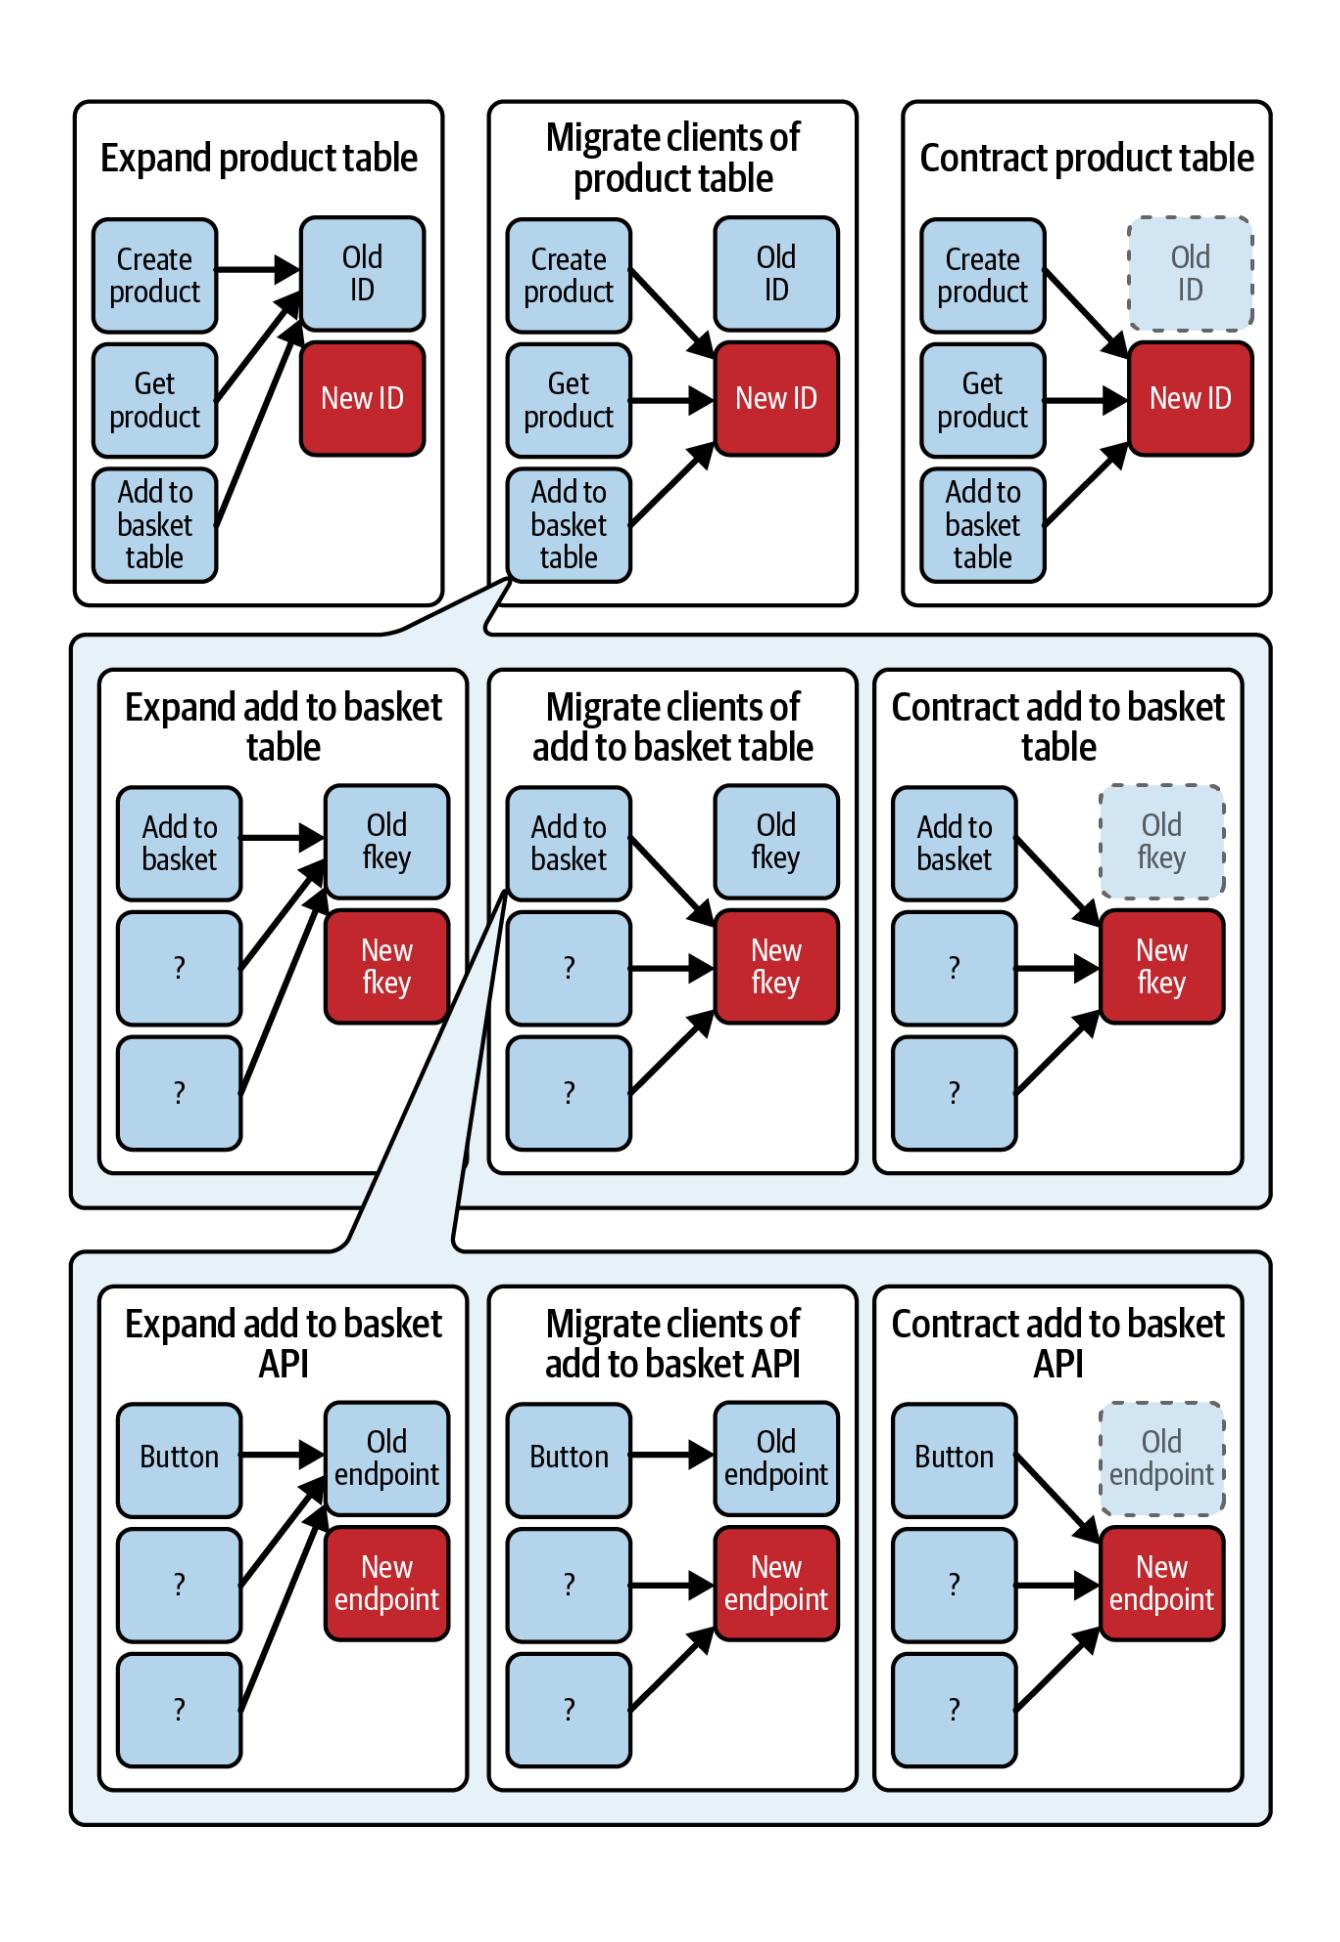 Expand product table
Create
product
Get
product
Add to
basket
table
Old
ID
New ID
Migrate clients of
product table
Create
product
Get
product
Add to
basket
table
Old
ID
New ID
Contract product table
Create
product
Get
product
Add to
basket
table
Old
ID
New ID
Expand add to basket
table
Add to
basket
?
?
Old
fkey
New
fkey
Migrate clients of
add to basket table
Add to
basket
?
?
Old
fkey
New
fkey
Contract add to basket
table
Add to
basket
?
?
Old
fkey
New
fkey
Expand add to basket
API
Button
?
?
Old
endpoint
New
endpoint
Migrate clients of
add to basket API
Button
?
?
Old
endpoint
New
endpoint
Contract add to basket
API
Button
?
?
Old
endpoint
New
endpoint